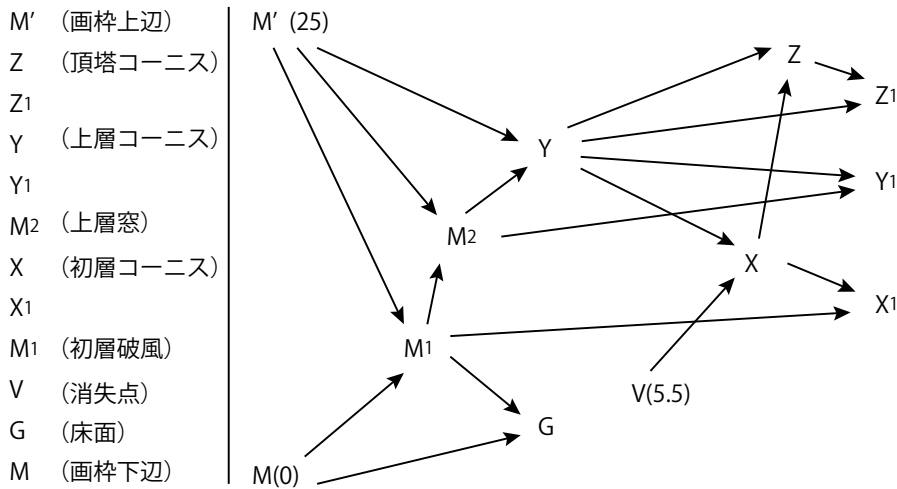 M’ （画枠上辺）
Z （頂塔コーニス）
Z1
Y （上層コーニス）
Y1
M2 （上層窓）
X （初層コーニス）
X1
M1 （初層破風）
V （消失点）
G （床面）
M （画枠下辺）
M’ (25)
Z
Z1
Y
Y1
M2
X
X1
M1
V(5.5)
G
M(0)